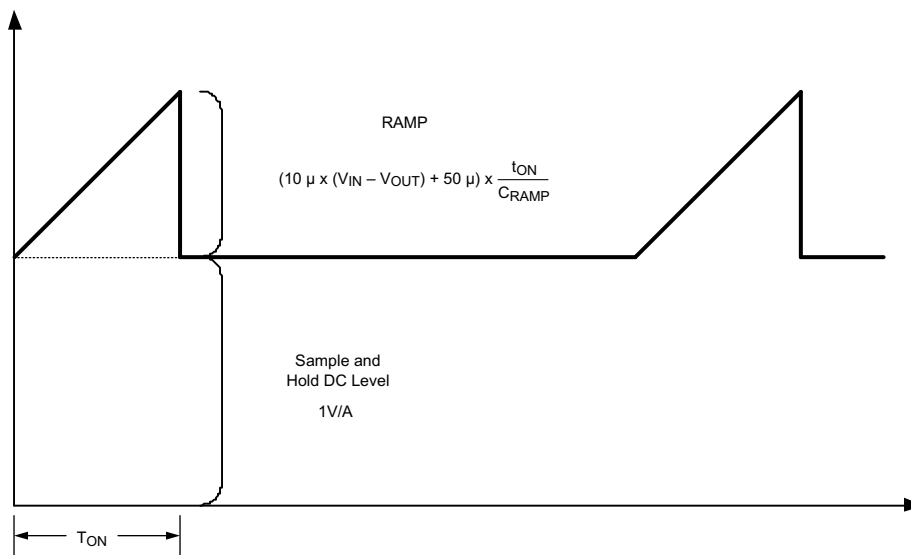 RAMP
(10 µ x (VIN – VOUT) + 50 µ) x tON
CRAMP
Sample and
Hold DC Level
1V/A
TON